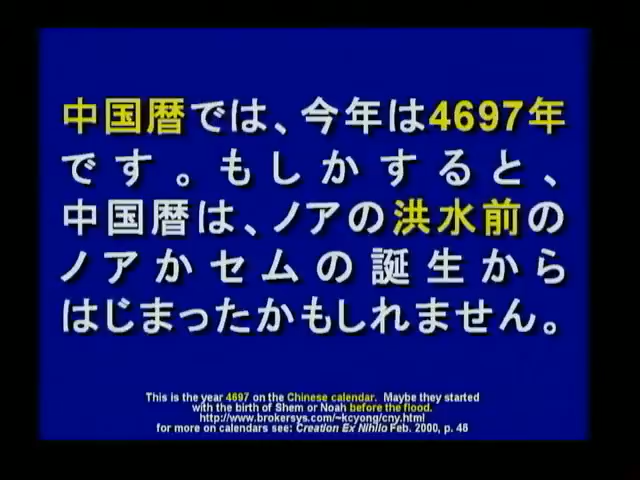 中国暦では、今年は4697年
です。もしかすると、
中国暦は、ノアの洪水前の
ノアかセムの誕生から
はじまったかもしれません。
This is the year 4697 on the Chinese calendar. Maybe they started
with the birth of Shem or Noah before the flood.
http://www.brokersys.com/~kcyong/cny.html
for more on calendars see: Creation Ex Nihilo Feb. 2000, p. 48